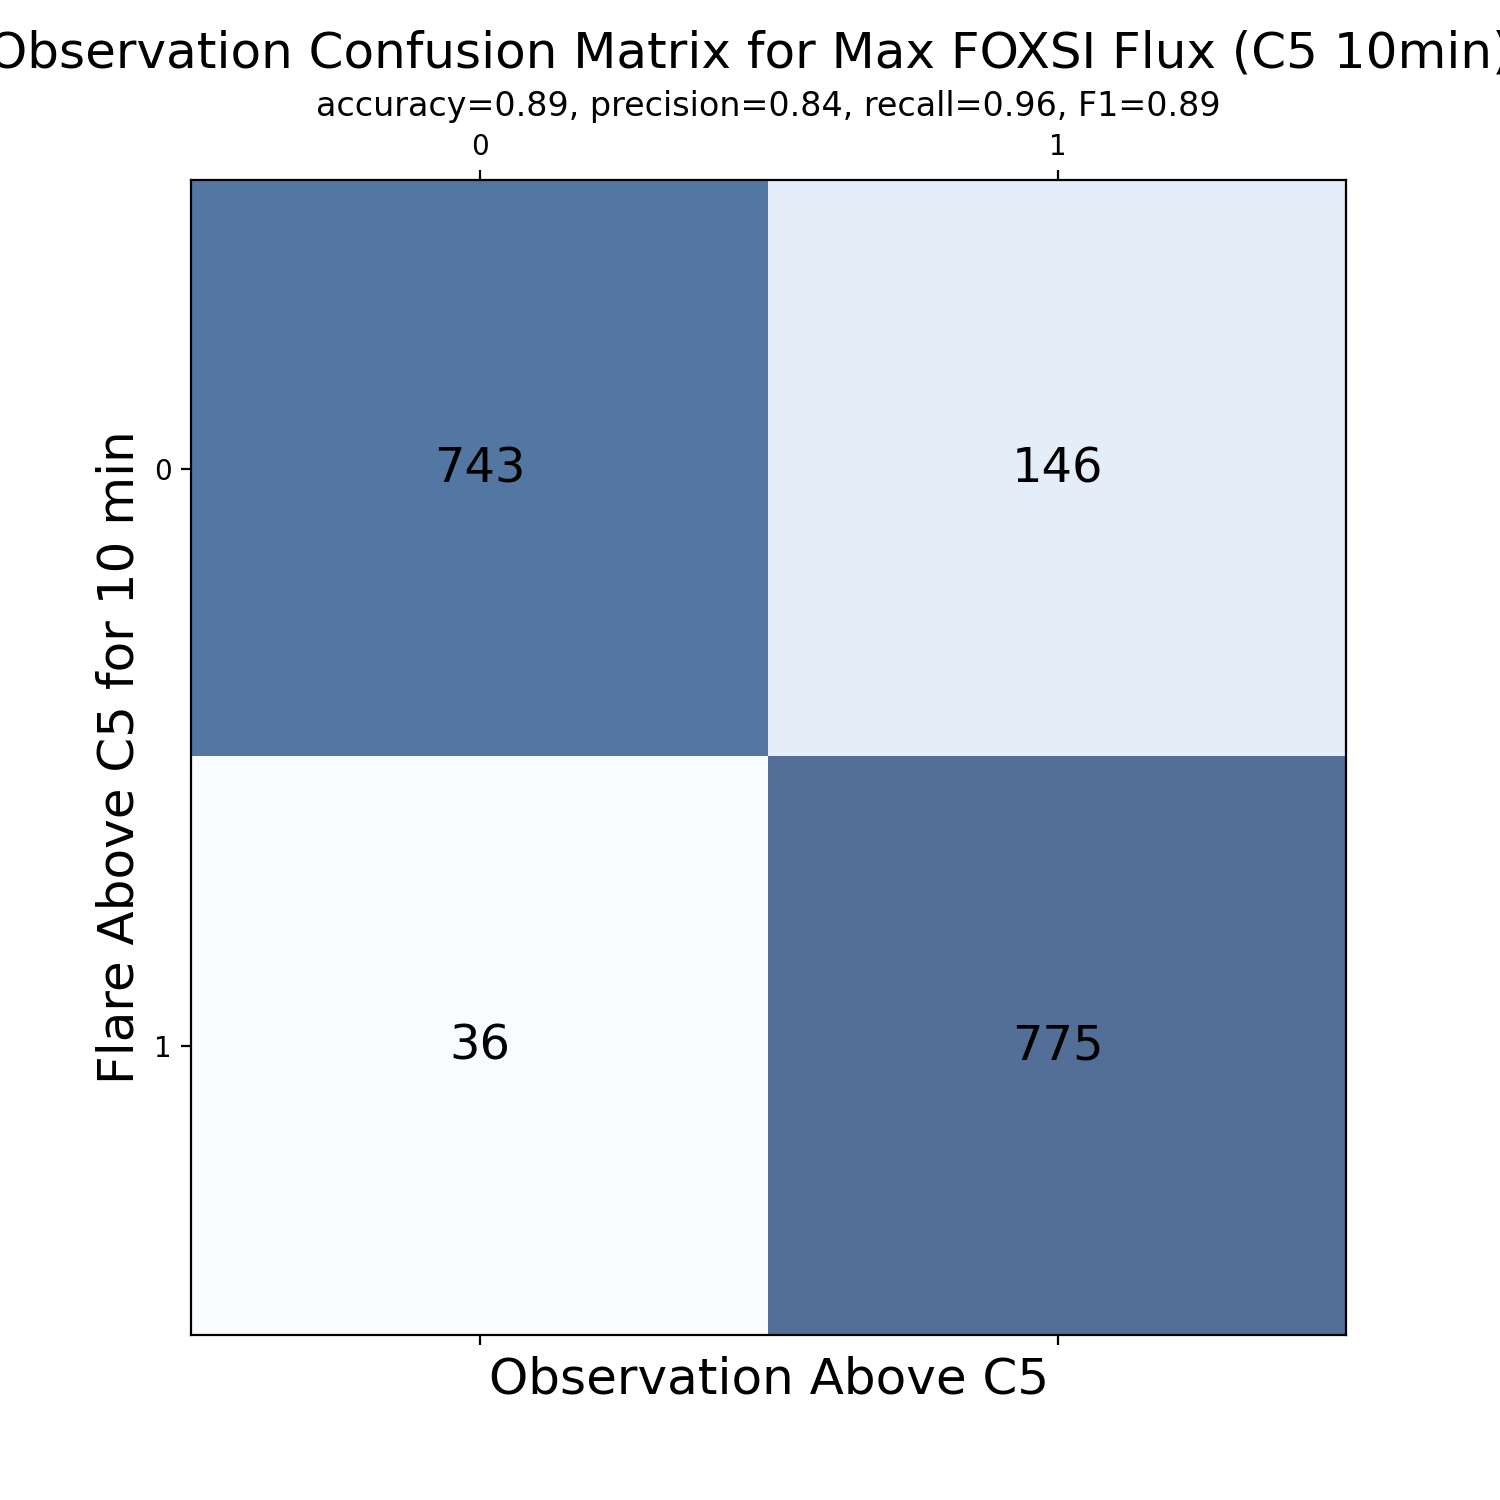 Observation Confusion Matrix for Max FOXSI Flux (C5 10min)
accuracy=0.89, precision=0.84, recall=0.96, F1=0.89
0 1
Flare Above C5 for 10 min
0
743 146
1
36 775
Observation Above C5